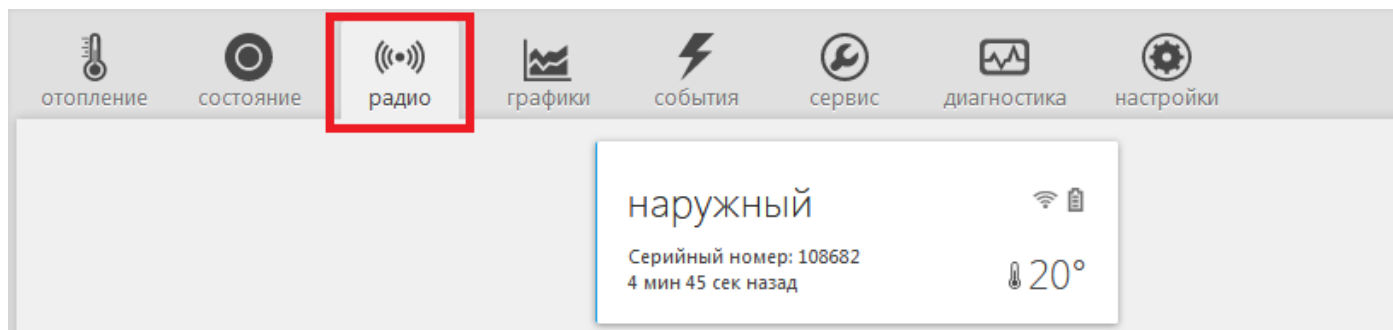 отопление состояние радио графики события сервис диагностика настройки
наружный
Серийный номер: 108682
4 мин 45 сек назад
20°